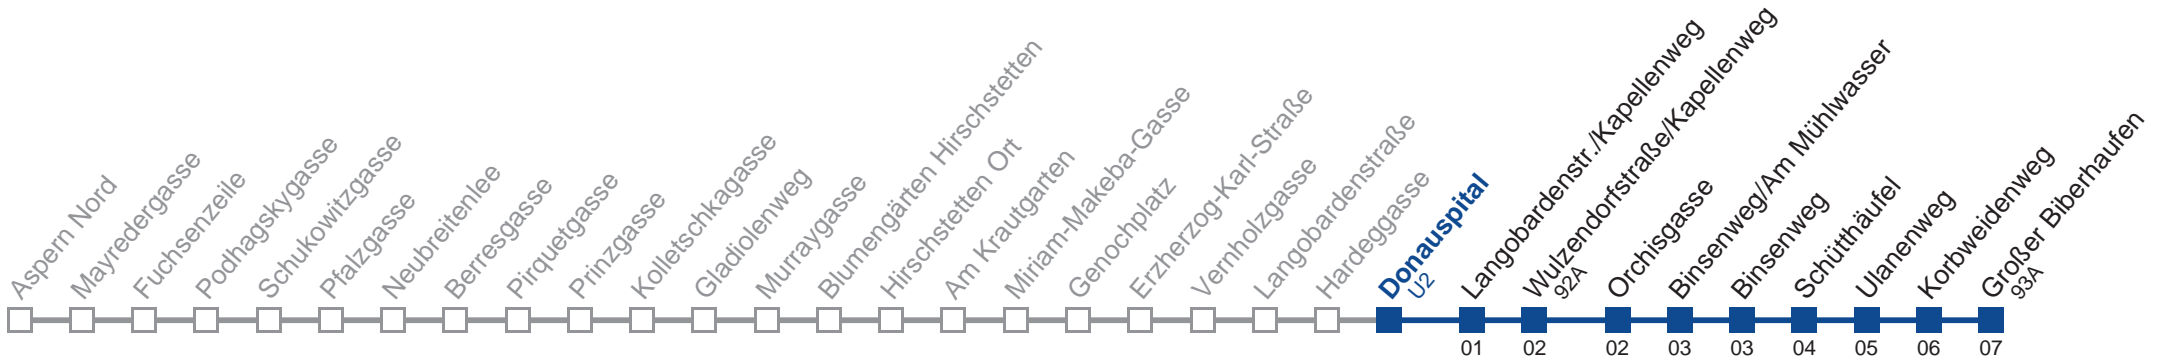 Aspern Nord
Mayredergasse
Fuchsenzeile
Podhagskygasse
Schukowitzgasse
Pfalzgasse
Neubreitenlee
Berresgasse
Pirquetgasse
Prinzgasse
Kolletschkagasse
Gladiolenweg
Murraygasse
Blumengärten Hirschstetten
Hirschstetten Ort
Am Krautgarten
Miriam-Makeba-Gasse
Genochplatz
Erzherzog-Karl-Straße
Vernholzgasse
Langobardenstraße
Hardeggasse
Donauspital
U2
Langobardenstr./Kapellenweg
Wulzendorfstraße/Kapellenweg
92A
Orchisgasse
Binsenweg/Am Mühlwasser
Binsenweg
Schütthäufel
Ulanenweg
Korbweidenweg
Großer Biberhaufen
93A
01 02 02 03 03 04 05 06 07